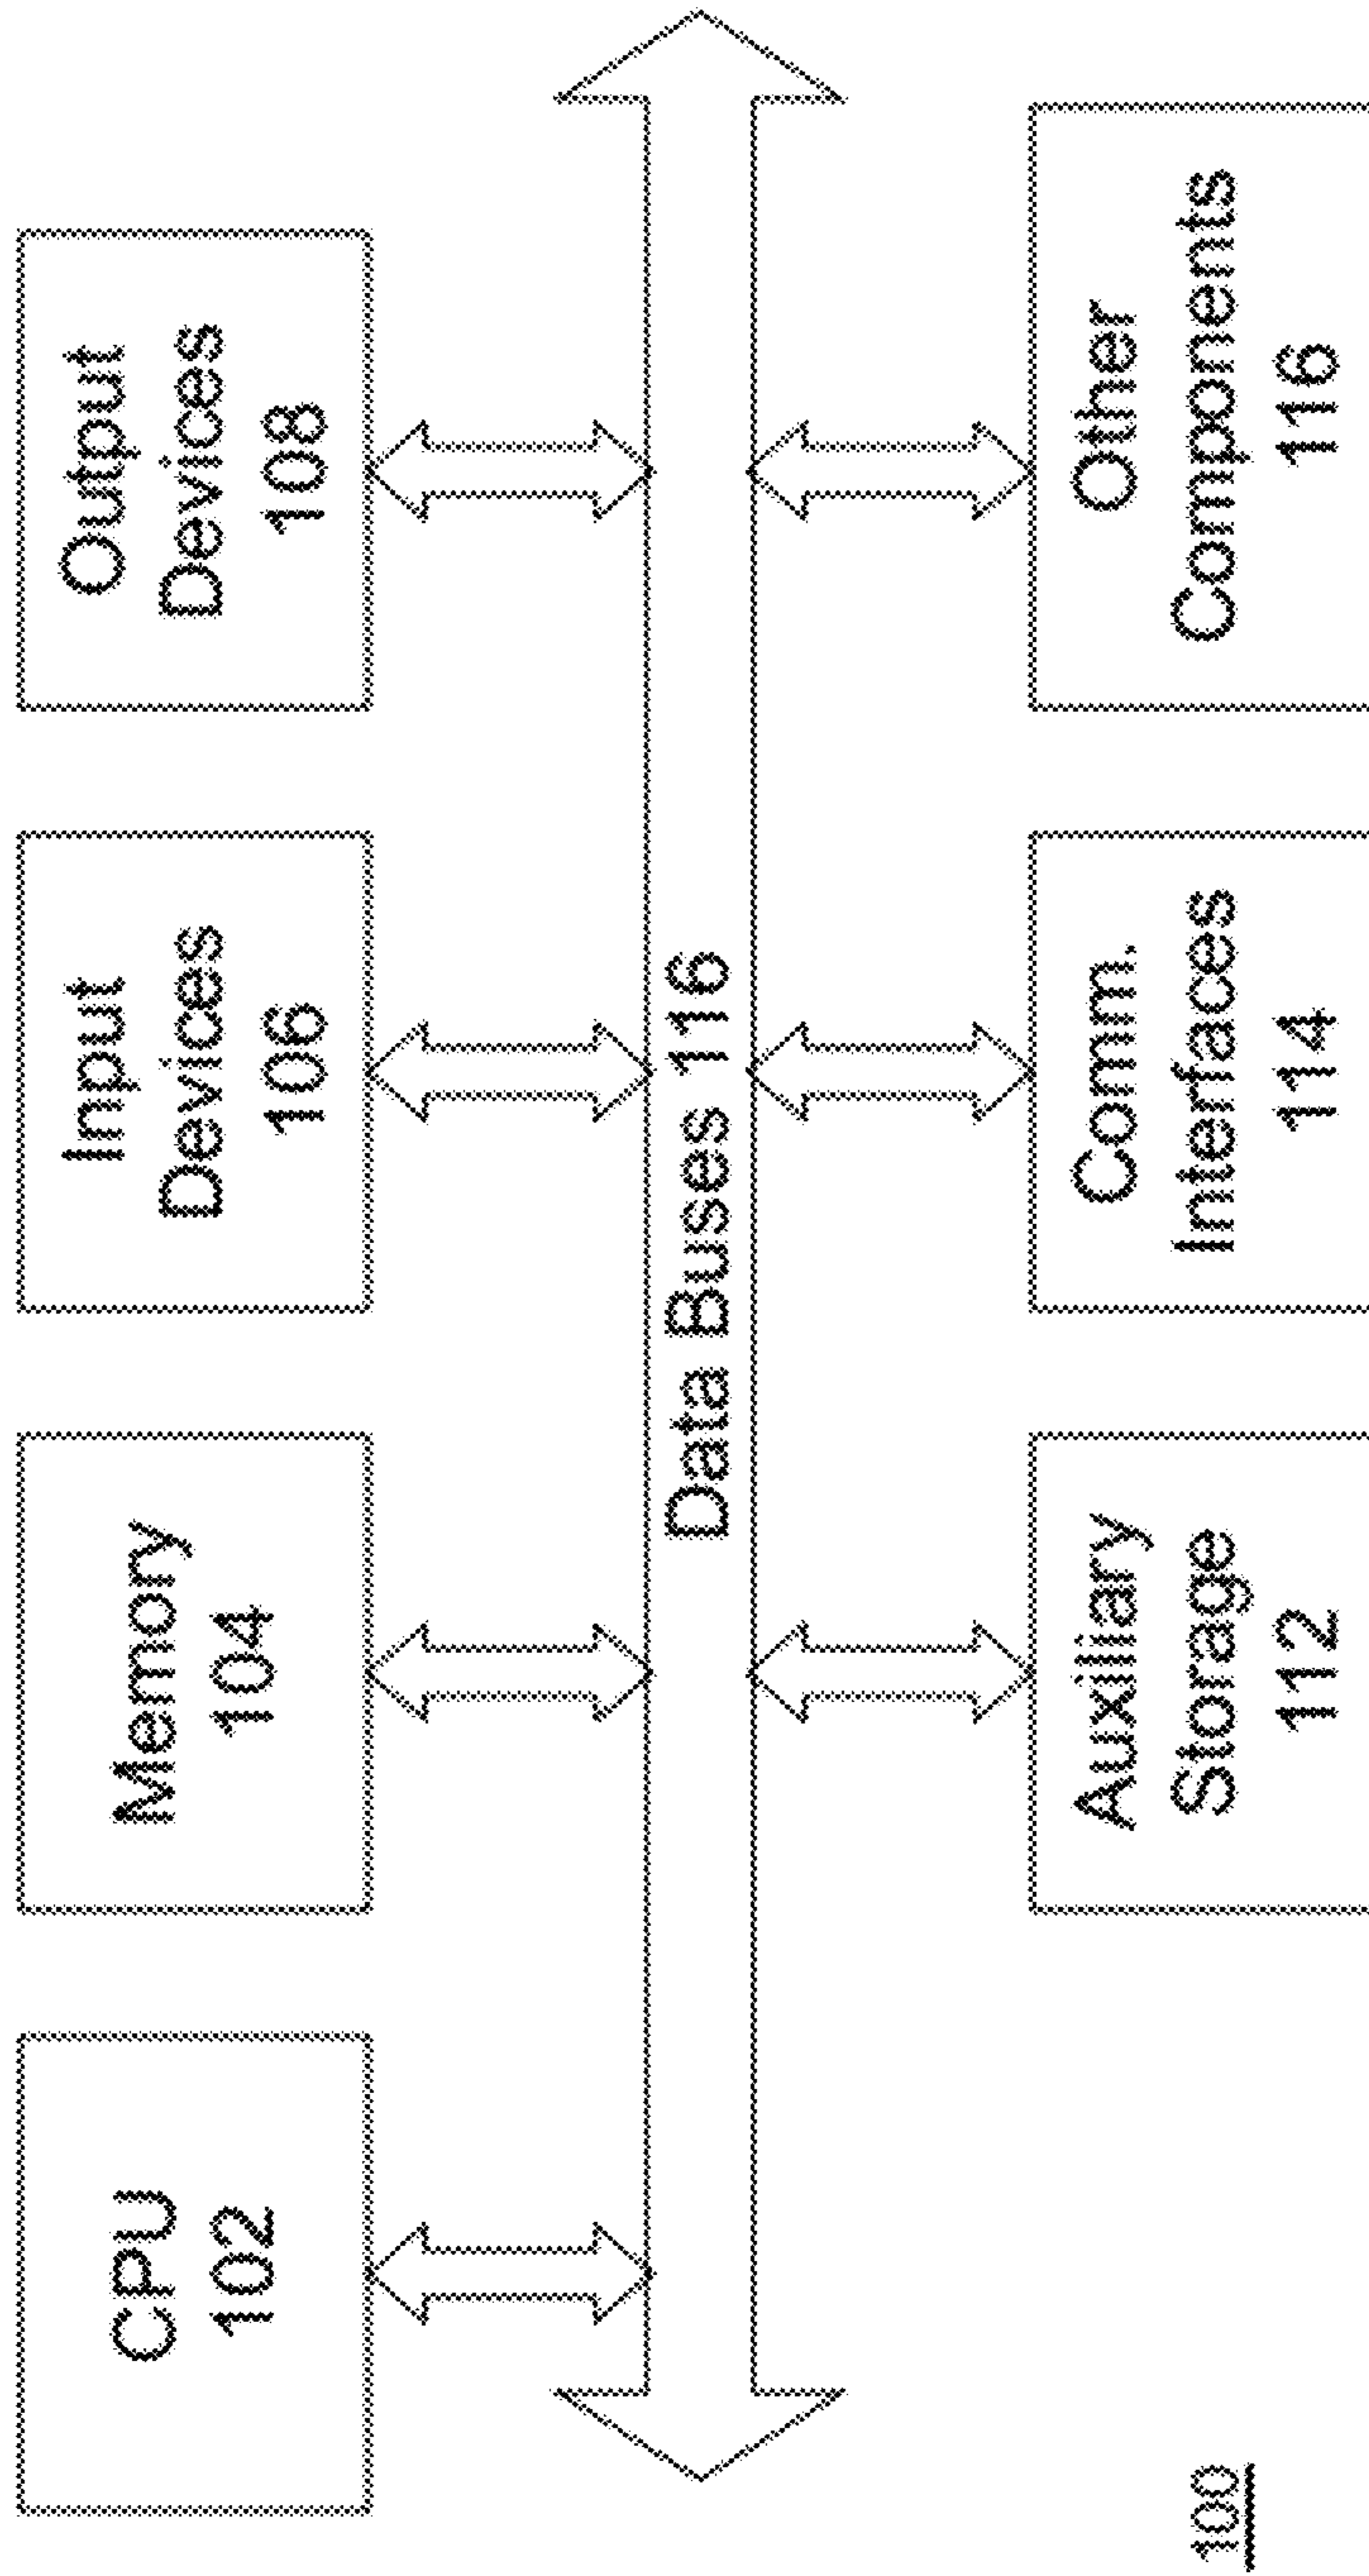 CPU
102
Memory
104
Input
Devices
106
Output
Devices
108
Data Buses 116
Auxiliary
Storage
112
Comm.
Interfaces
114
Other
Components
116
100